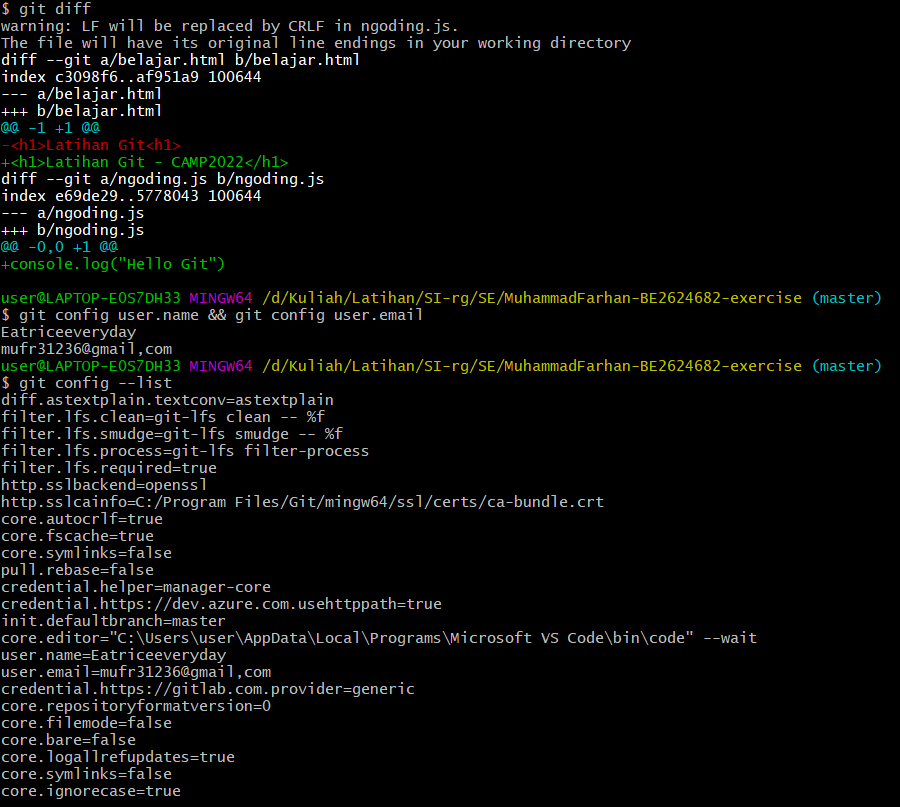 $ git diff
warning: LF will be replaced by CRLF in ngoding.js.
The file will have its original line endings in your working directory
diff --git a/belajar.html b/belajar.html
index c3098f6..af951a9 100644
--- a/belajar.html
+++ b/belajar.html
@@ -1 +1 @@
-<h1>Latihan Git<h1>
+<h1>Latihan Git - CAMP2022</h1>
diff --git a/ngoding.js b/ngoding.js
index e69de29..5778043 100644
--- a/ngoding.js
+++ b/ngoding.js
@@ -0,0 +1 @@
+console.log("Hello Git")
user@LAPTOP-E0S7DH33 MINGW64 /d/Kuliah/Latihan/SI-rg/SE/MuhammadFarhan-BE2624682-exercise (master)
$ git config user.name && git config user.email
Eatriceeveryday
mufr31236@gmail,com
user@LAPTOP-E0S7DH33 MINGW64 /d/Kuliah/Latihan/SI-rg/SE/MuhammadFarhan-BE2624682-exercise (master)
$ git config --list
diff.astextplain.textconv=astextplain
filter.lfs.clean=git-lfs clean -- %f
filter.lfs.smudge=git-lfs smudge -- %f
filter.lfs.process=git-lfs filter-process
filter.lfs.required=true
http.sslbackend=openssl
http.sslcainfo=C:/Program Files/Git/mingw64/ssl/certs/ca-bundle.crt
core.autocrlf=true
core.fscache=true
core.symlinks=false
pull.rebase=false
credential.helper=manager-core
credential.https://dev.azure.com.usehttppath=true
init.defaultbranch=master
core.editor="C:\Users\user\AppData\Local\Programs\Microsoft VS Code\bin\code" --wait
user.name=Eatriceeveryday
user.email=mufr31236@gmail,com
credential.https://gitlab.com.provider=generic
core.repositoryformatversion=0
core.filemode=false
core.bare=false
core.logallrefupdates=true
core.symlinks=false
core.ignorecase=true